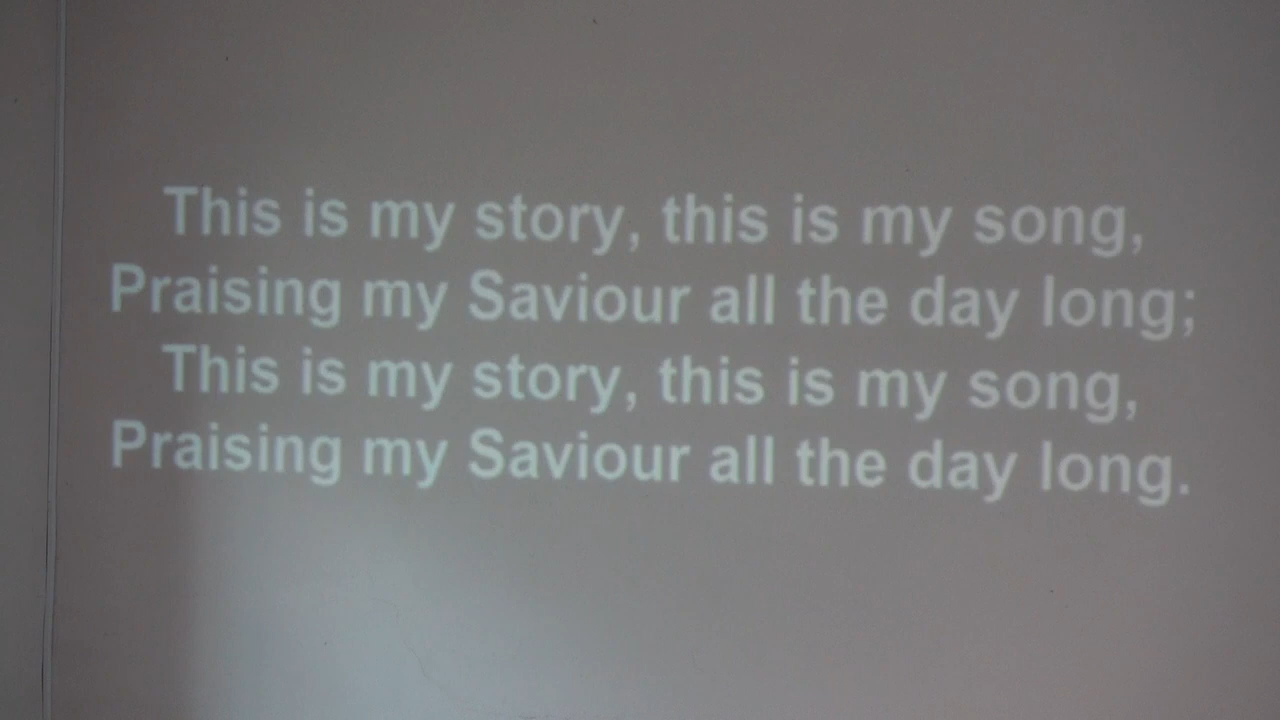 This is my story, this is my song,
Praising my Saviour all the day long;
This is my story, this is my song,
Praising my Saviour all the day long.